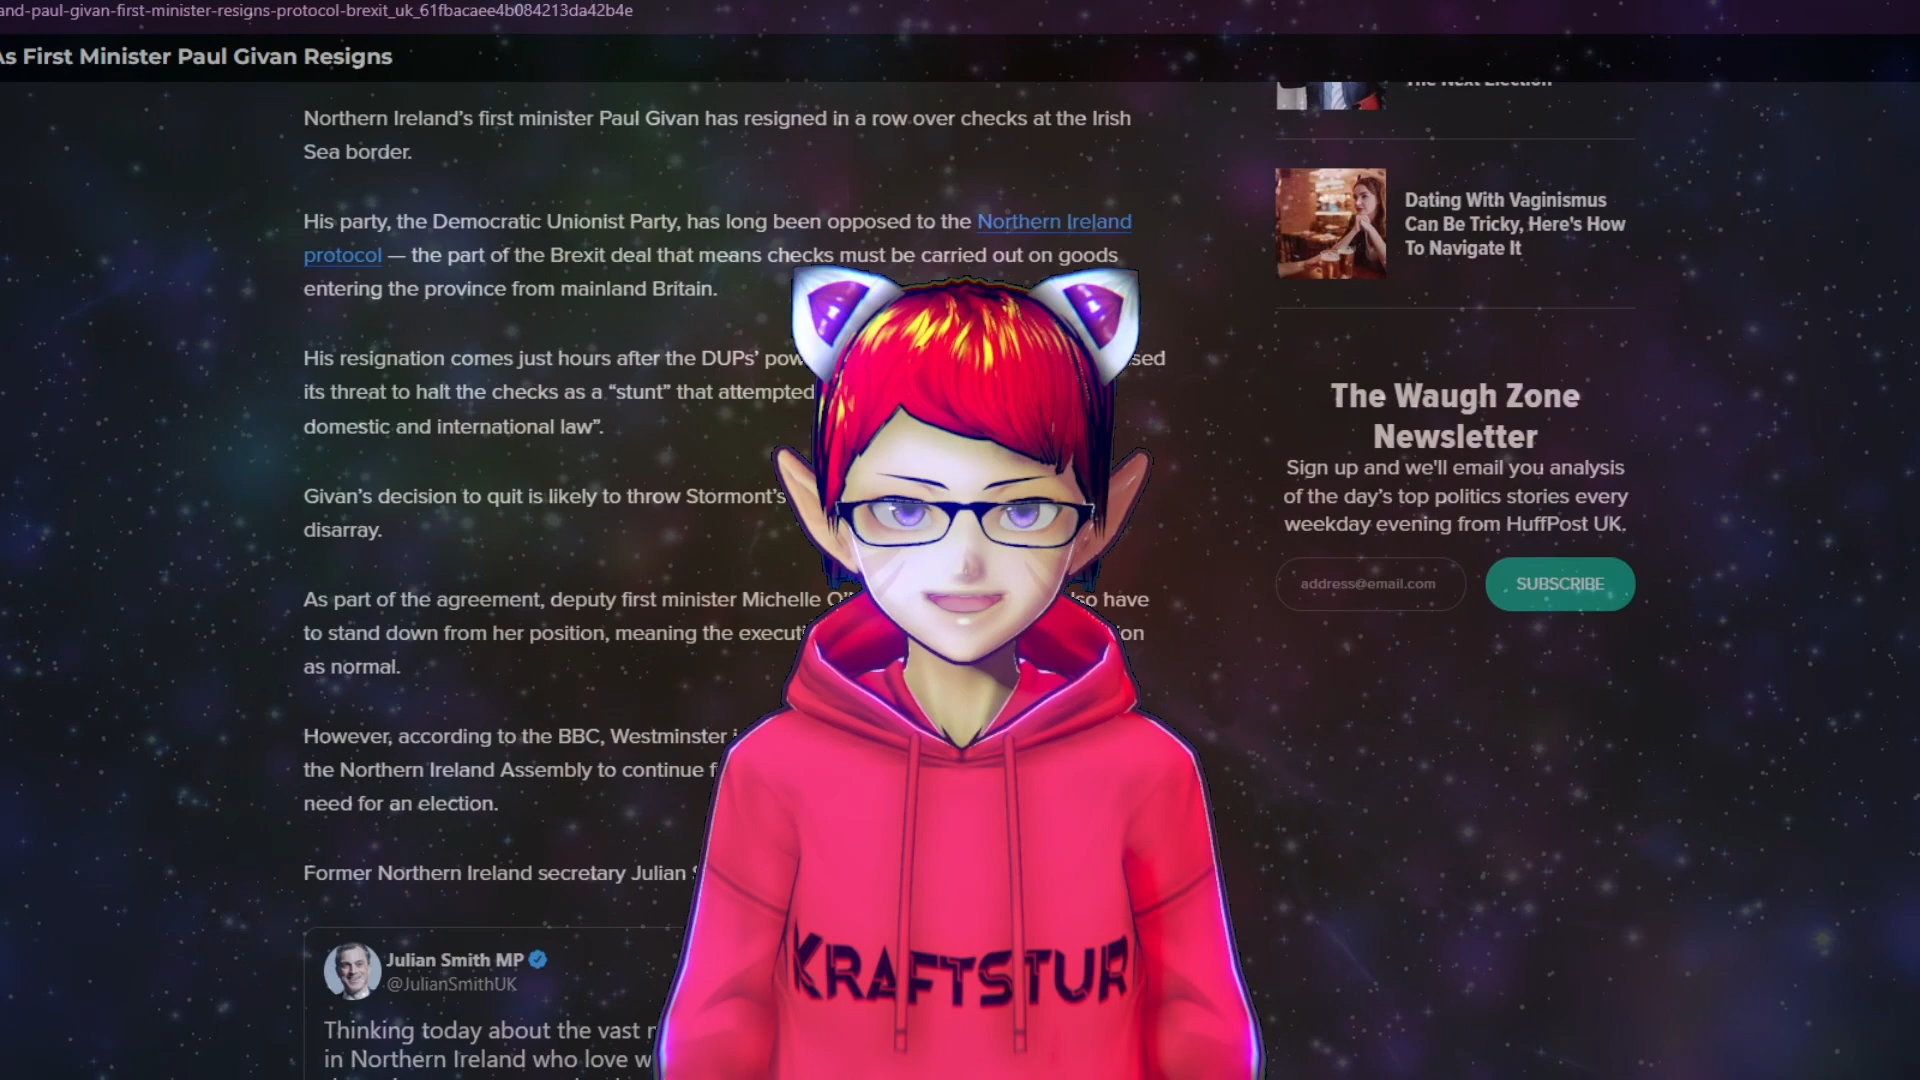 and-paul-givan-first-minister-resigns-protocol-brexit_uk_61fbacaee4b084213da42b4e
As First Minister Paul Givan Resigns
Northern Ireland's first minister Paul Givan has resigned in a row over checks at the Irish
Sea border.
His party, the Democratic Unionist Party, has long been opposed to the Northern Ireland
protocol — the part of the Brexit deal that means checks must be carried out on goods
entering the province from mainland Britain.
His resignation comes just hours after the DUPs'
its threat to halt the checks as a “stunt” that attempted
domestic and international law”.
Givan's decision to quit is likely to throw Stormont's
disarray.
As part of the agreement, deputy first minister Michelle have
to stand down from her position, meaning the
as normal.
However, according to the BBC, Westminster
the Northern Ireland Assembly to continue
need for an election.
Former Northern Ireland secretary Julian
Julian Smith MP
@JulianSmithUK
Thinking today about the vast
in Northern Ireland who love
KRAFTSTUR
The Next Election
Dating With Vaginismus
Can Be Tricky, Here's How
To Navigate It
The Waugh Zone
Newsletter
Sign up and we'll email you analysis
of the day's top politics stories every
weekday evening from HuffPost UK.
address@email.com
SUBSCRIBE